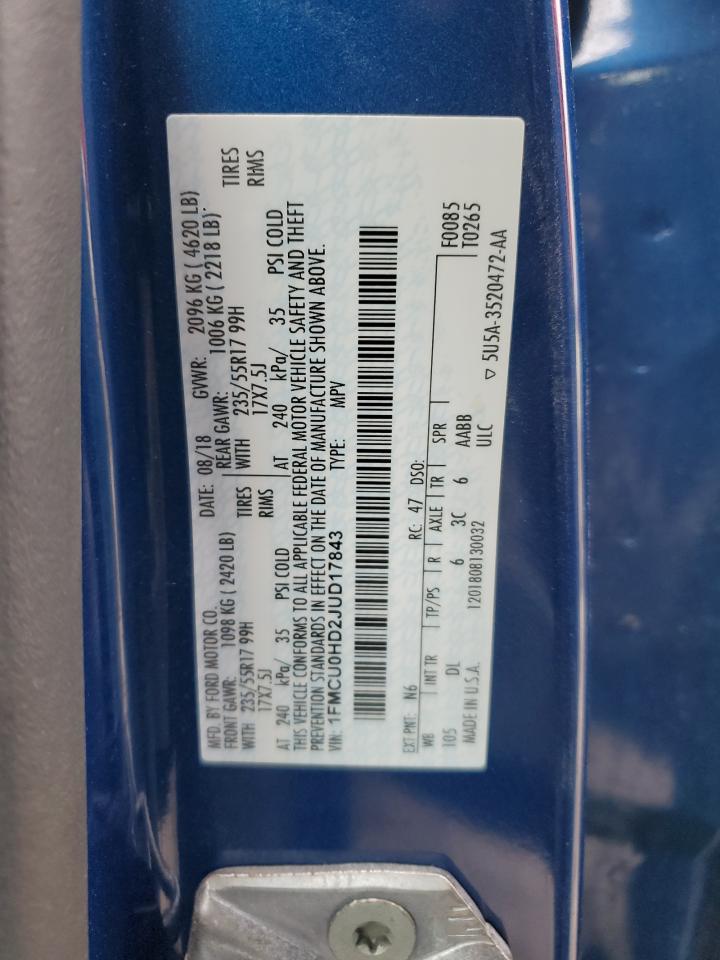 MFD. BY FORD MOTOR CO. DATE: 08/18 GVWR: 2096 KG ( 4620 LB)
FRONT GAWR: 1098 KG ( 2420 LB) REAR GAWR: 1006 KG ( 2218 LB).
WITH 235/55R17 99H TIRES WITH 235/55R17 99H TIRES
17X7.5J RIMS 17X7.5J RIMS
AT 240 kPa/ 35 PSI COLD AT 240 kPa/ 35 PSI COLD
THIS VEHICLE CONFORMS TO ALL APPLICABLE FEDERAL MOTOR VEHICLE SAFETY AND THEFT
PREVENTION STANDARDS IN EFFECT ON THE DATE OF MANUFACTURE SHOWN ABOVE.
VIN: 1FMCU0HD2JUD17843 TYPE: MPV
EXT PNT: N6 RC: 47 DSO: F0085
WB INT TR TP/PS R AXLE TR SPR T0265
105 DL 6 3C 6 AABB
MADE IN U.S.A. 1201808130032 ULC ▽ 5U5A-3520472-AA